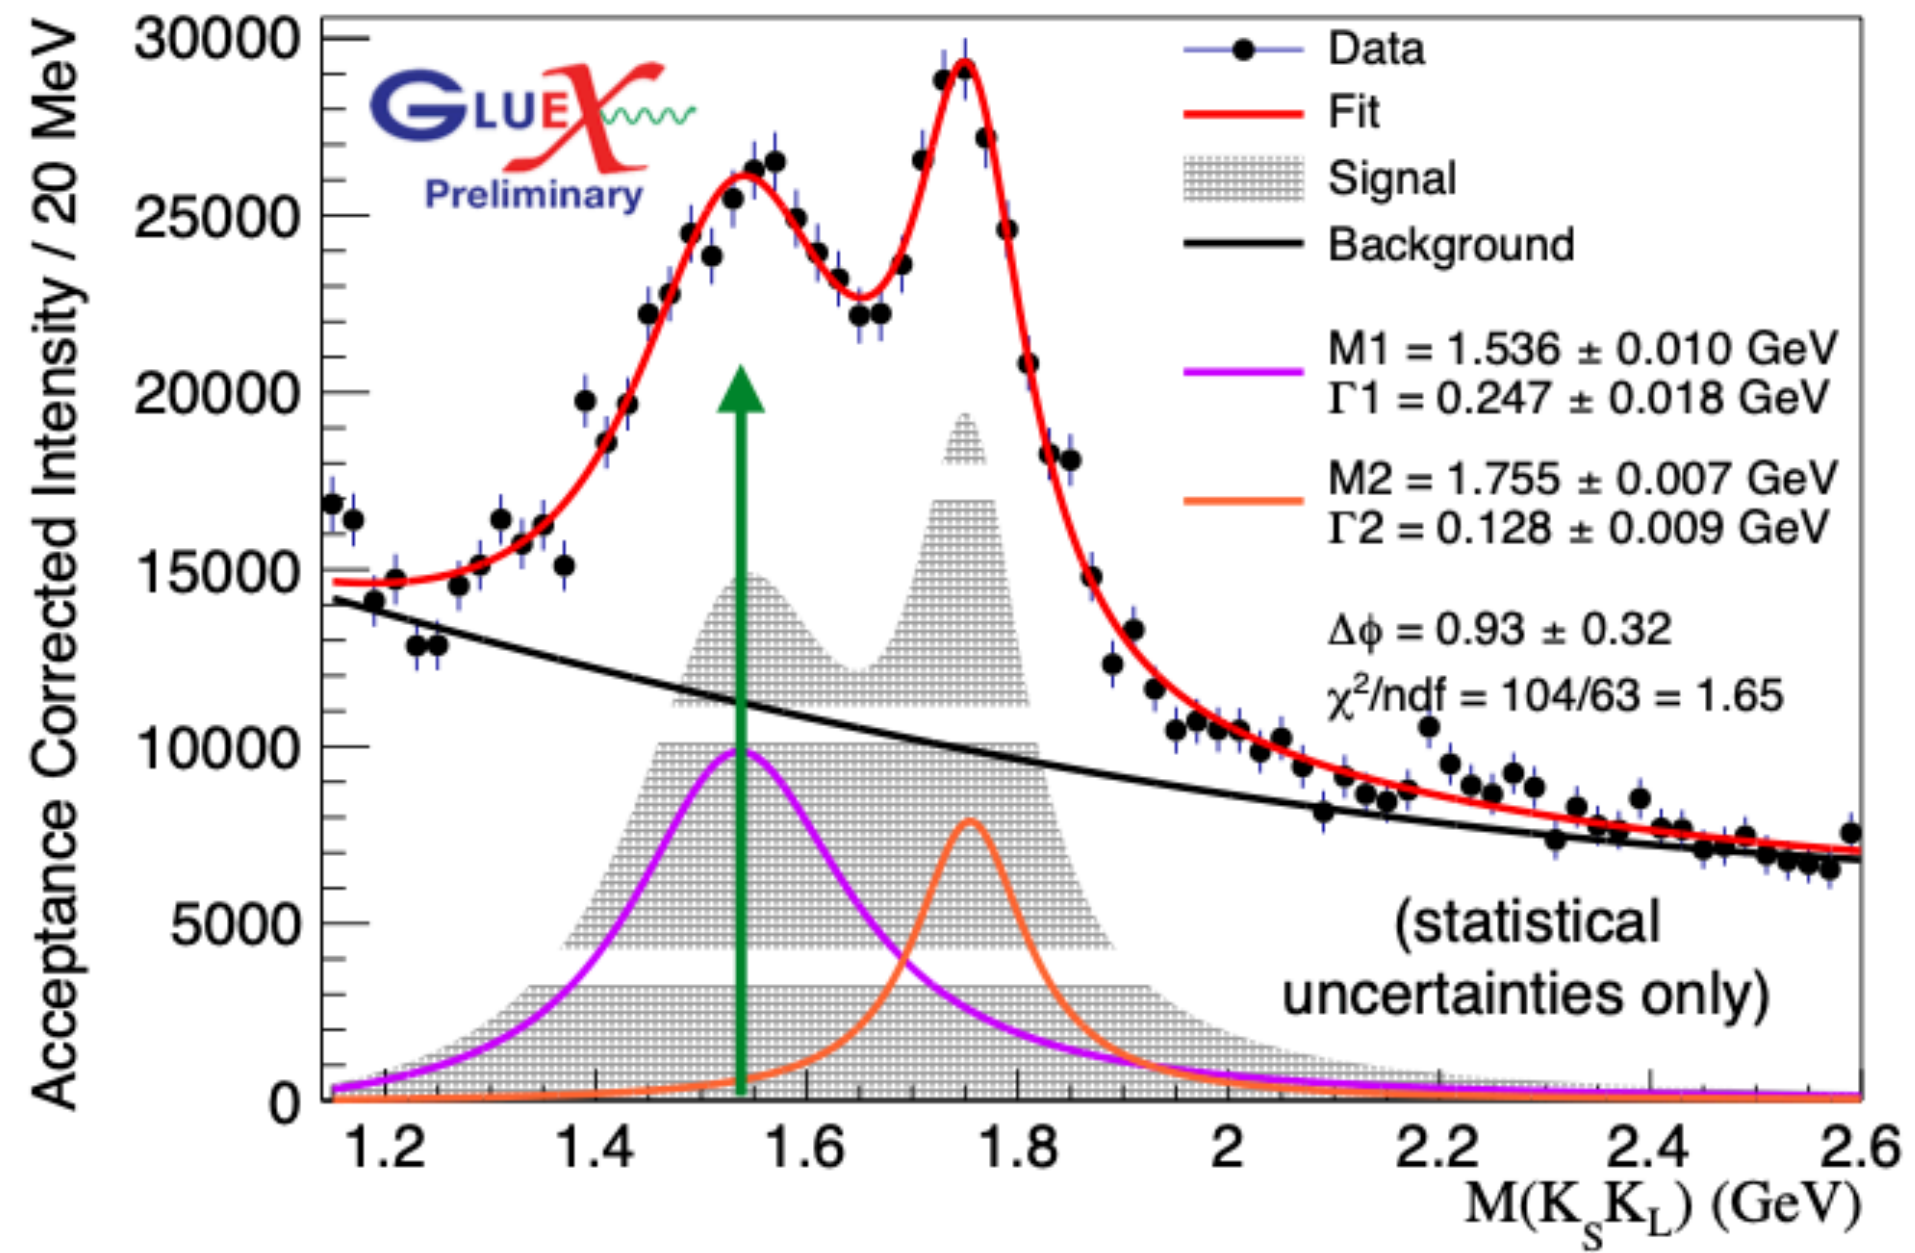 Acceptance Corrected Intensity / 20 MeV
30000
25000
20000
15000
10000
5000
0
GLUEX
Preliminary
Data
Fit
Signal
Background
M1 = 1.536 ± 0.010 GeV
Γ1 = 0.247 ± 0.018 GeV
M2 = 1.755 ± 0.007 GeV
Γ2 = 0.128 ± 0.009 GeV
Δϕ = 0.93 ± 0.32
χ²/ndf = 104/63 = 1.65
(statistical
uncertainties only)
1.2 1.4 1.6 1.8 2 2.2 2.4 2.6
M(K_SK_L) (GeV)